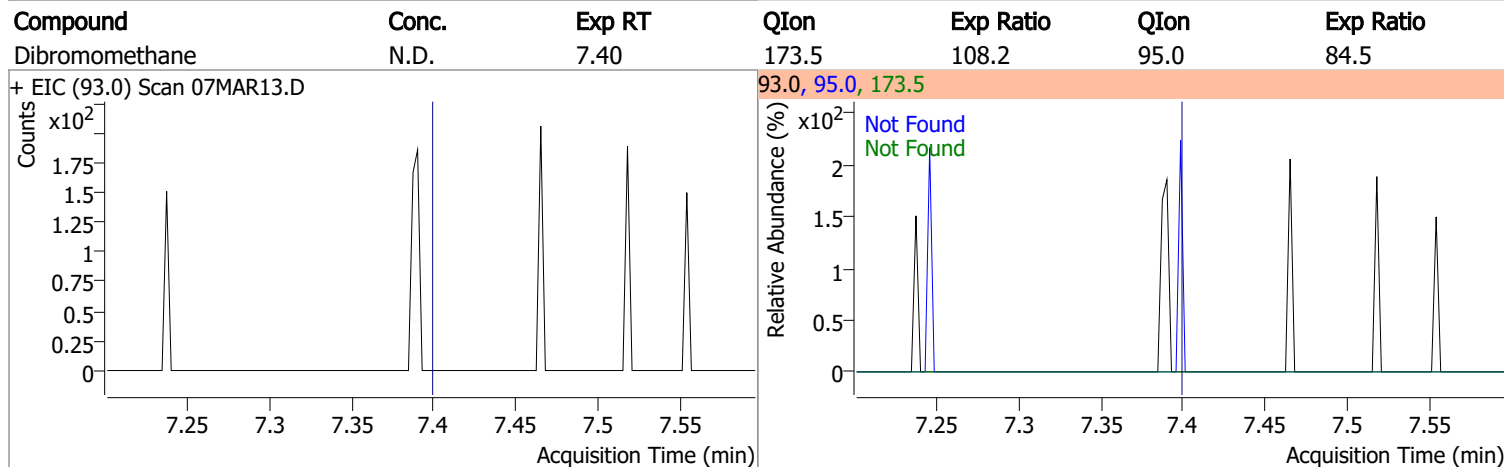 Compound Conc. Exp RT QIon Exp Ratio QIon Exp Ratio
Dibromomethane N.D. 7.40 173.5 108.2 95.0 84.5
+ EIC (93.0) Scan 07MAR13.D
Counts
x10²
1.75
1.5
1.25
1
0.75
0.5
0.25
0
7.25 7.3 7.35 7.4 7.45 7.5 7.55
Acquisition Time (min)
93.0, 95.0, 173.5
Relative Abundance (%)
x10²
Not Found
Not Found
2
1.5
1
0.5
0
7.25 7.3 7.35 7.4 7.45 7.5 7.55
Acquisition Time (min)